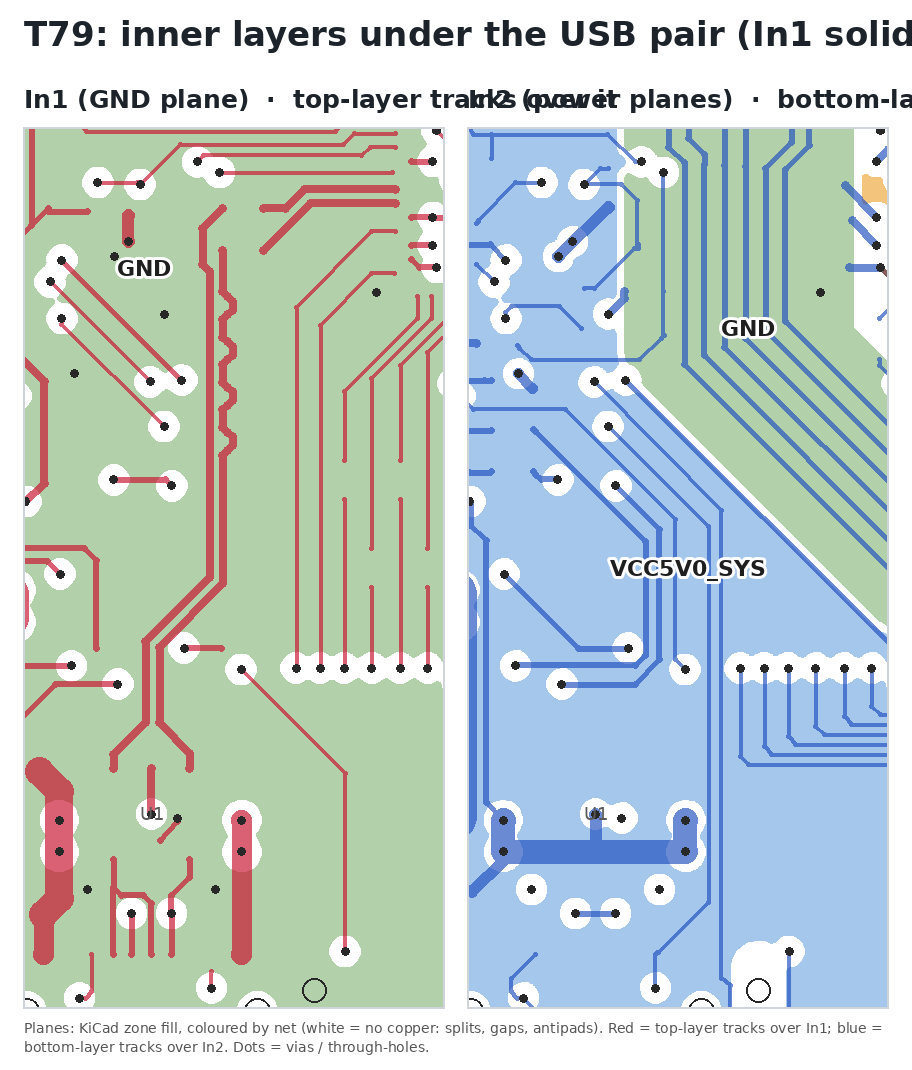 T79: inner layers under the USB pair (In1 solid
In1 (GND plane)  ·  top-layer tracks over it
In2 (power planes)  ·  bottom-la
GND
GND
VCC5V0_SYS
U1
U1
Planes: KiCad zone fill, coloured by net (white = no copper: splits, gaps, antipads). Red = top-layer tracks over In1; blue =
bottom-layer tracks over In2. Dots = vias / through-holes.